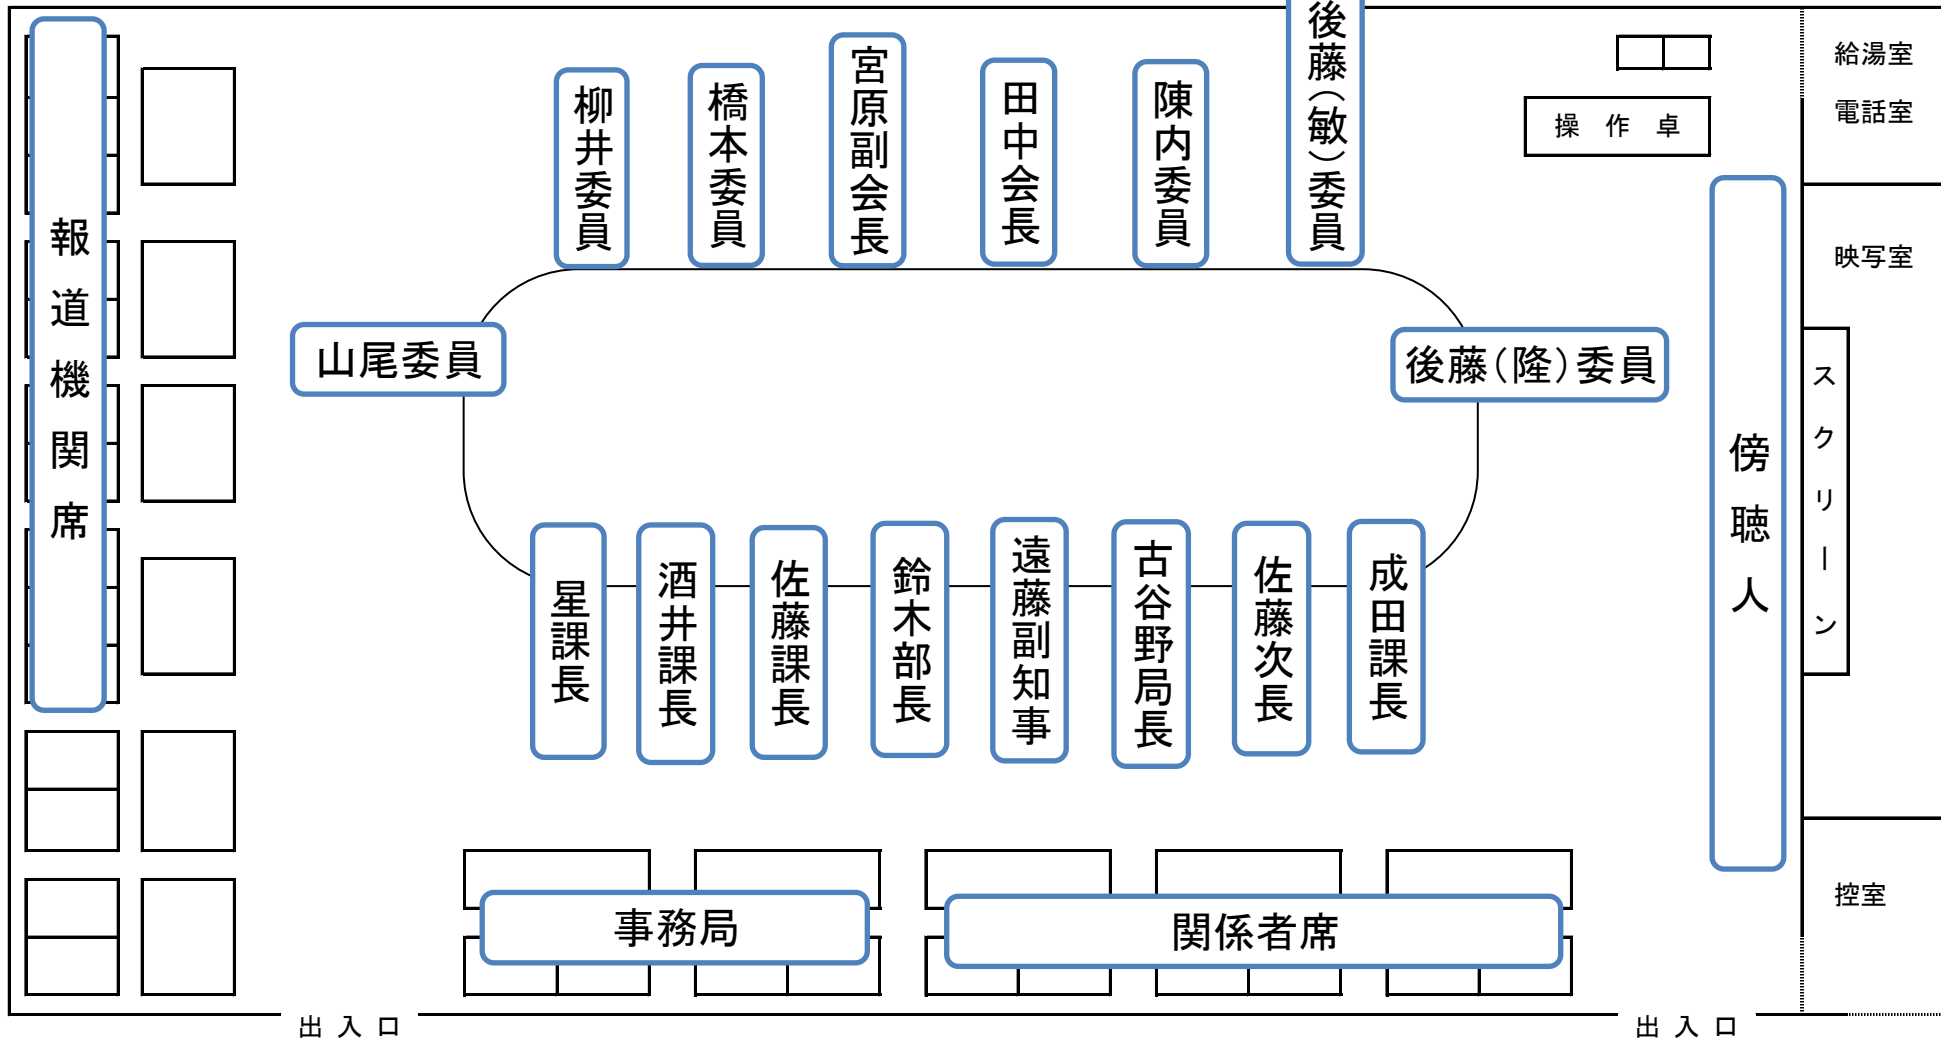 報道機関席
柳井委員
橋本委員
宮原副会長
田中会長
陳内委員
後藤(敏)委員
操作卓
給湯室
電話室
映写室
山尾委員
後藤(隆)委員
傍聴人
スクリーン
星課長
酒井課長
佐藤課長
鈴木部長
遠藤副知事
古谷野局長
佐藤次長
成田課長
事務局
関係者席
控室
出入口
出入口